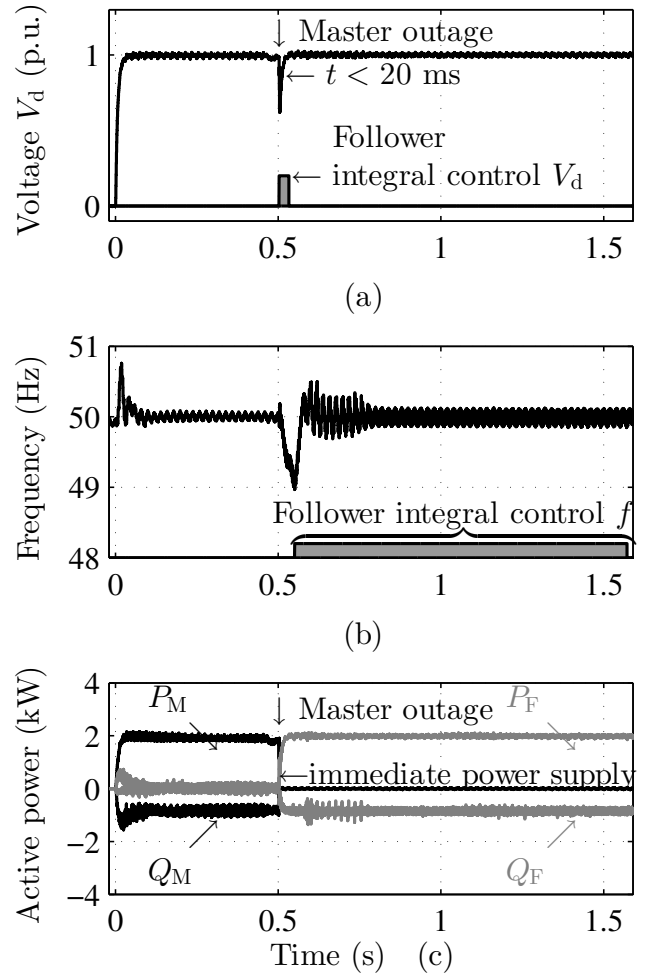 Voltage V_d (p.u.)
1
0
↓ Master outage
← t < 20 ms
Follower
← integral control V_d
0 0.5 1 1.5
(a)
Frequency (Hz)
51
50
49
48
Follower integral control f
0 0.5 1 1.5
(b)
Active power (kW)
4
2
0
−2
−4
P_M
↓ Master outage
P_F
←immediate power supply
Q_M
Q_F
0 0.5 1 1.5
Time (s) (c)